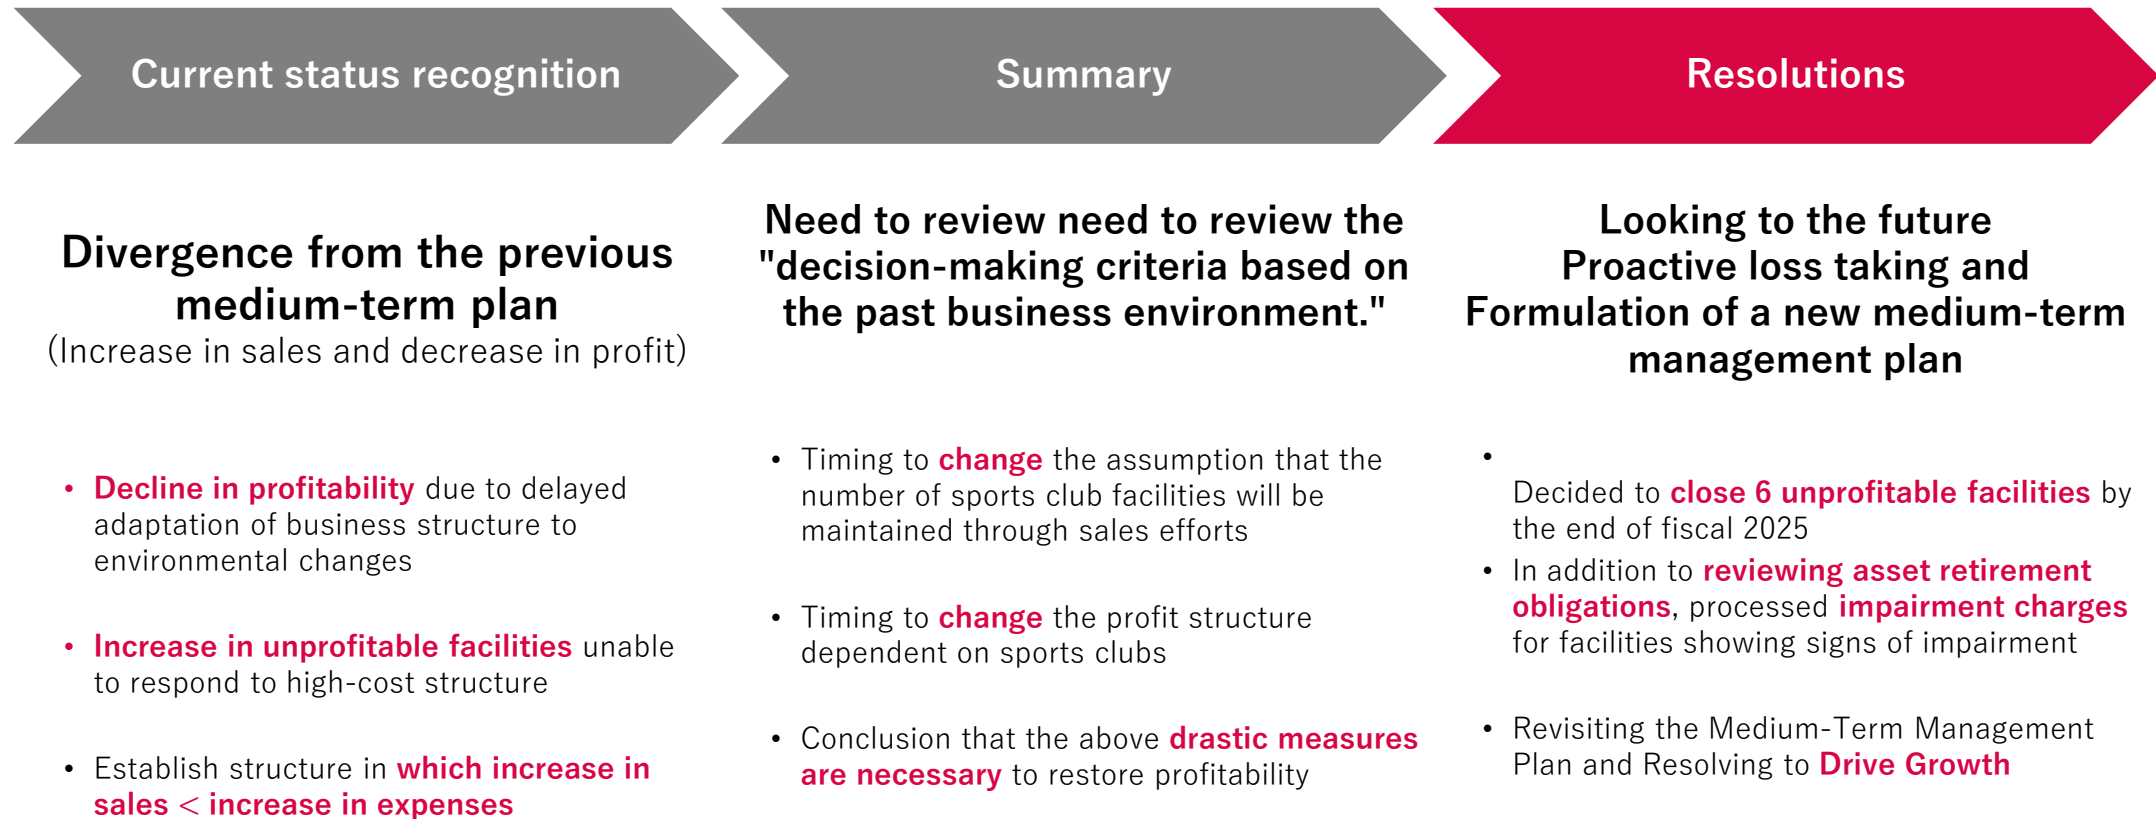 Current status recognition
Summary
Resolutions
Divergence from the previous
medium-term plan
(Increase in sales and decrease in profit)
• Decline in profitability due to delayed
adaptation of business structure to
environmental changes
• Increase in unprofitable facilities unable
to respond to high-cost structure
• Establish structure in which increase in
sales < increase in expenses
Need to review need to review the
"decision-making criteria based on
the past business environment."
• Timing to change the assumption that the
number of sports club facilities will be
maintained through sales efforts
• Timing to change the profit structure
dependent on sports clubs
• Conclusion that the above drastic measures
are necessary to restore profitability
Looking to the future
Proactive loss taking and
Formulation of a new medium-term
management plan
•
Decided to close 6 unprofitable facilities by
the end of fiscal 2025
• In addition to reviewing asset retirement
obligations, processed impairment charges
for facilities showing signs of impairment
• Revisiting the Medium-Term Management
Plan and Resolving to Drive Growth